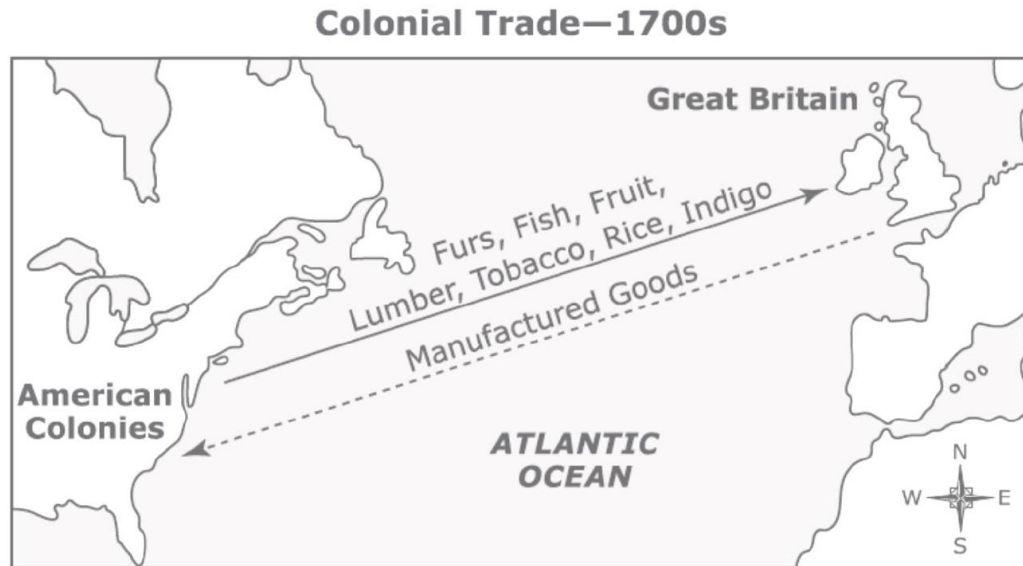 Colonial Trade—1700s
Great Britain
Furs, Fish, Fruit,
Lumber, Tobacco, Rice, Indigo
Manufactured Goods
American
Colonies
ATLANTIC
OCEAN
N
W E
S